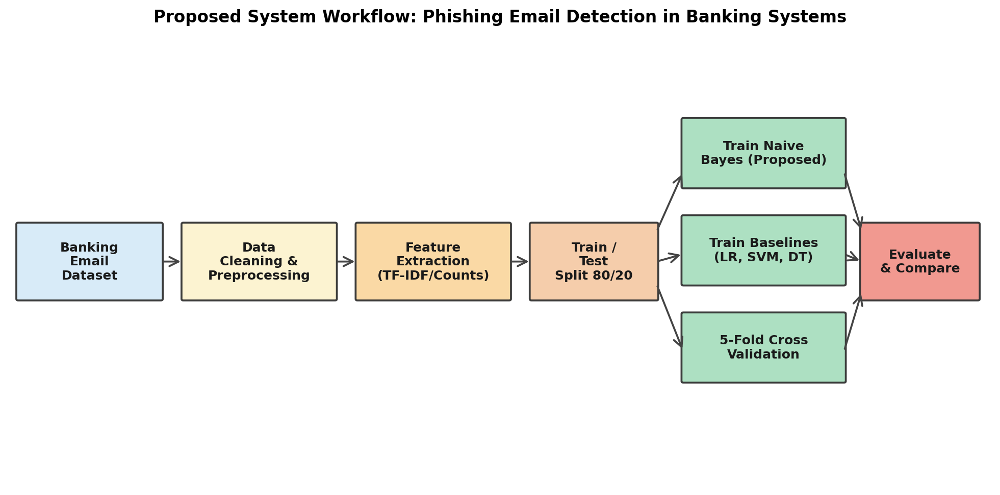 Proposed System Workflow: Phishing Email Detection in Banking Systems
Banking
Email
Dataset
Data
Cleaning &
Preprocessing
Feature
Extraction
(TF-IDF/Counts)
Train /
Test
Split 80/20
Train Naive
Bayes (Proposed)
Train Baselines
(LR, SVM, DT)
5-Fold Cross
Validation
Evaluate
& Compare